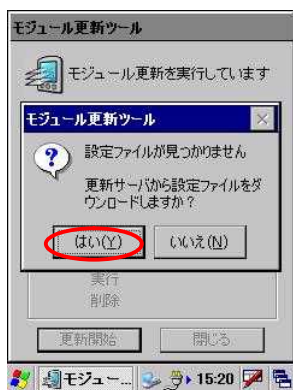 モジュール更新ツール
モジュール更新を実行しています
モジュール更新ツール
設定ファイルが見つかりません
更新サーバから設定ファイルをダ
ウンロードしますか?
はい(Y)
いいえ(N)
実行
削除
更新開始
閉じる
モジュー...
15:20